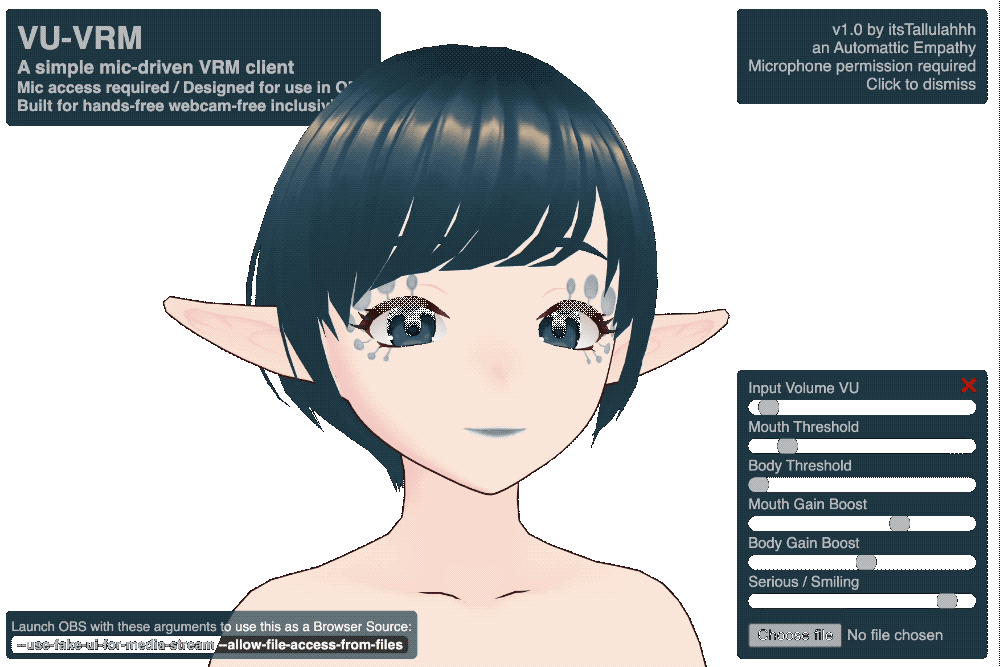 VU-VRM
A simple mic-driven VRM client
Mic access required / Designed for use in
Built for hands-free webcam-free
v1.0 by itsTallulahhh
an Automattic Empathy
Microphone permission required
Click to dismiss
Input Volume VU
Mouth Threshold
Body Threshold
Mouth Gain Boost
Body Gain Boost
Serious / Smiling
Choose file No file chosen
Launch OBS with these arguments to use this as a Browser Source:
--use-fake-ui-for-media-stream --allow-file-access-from-files